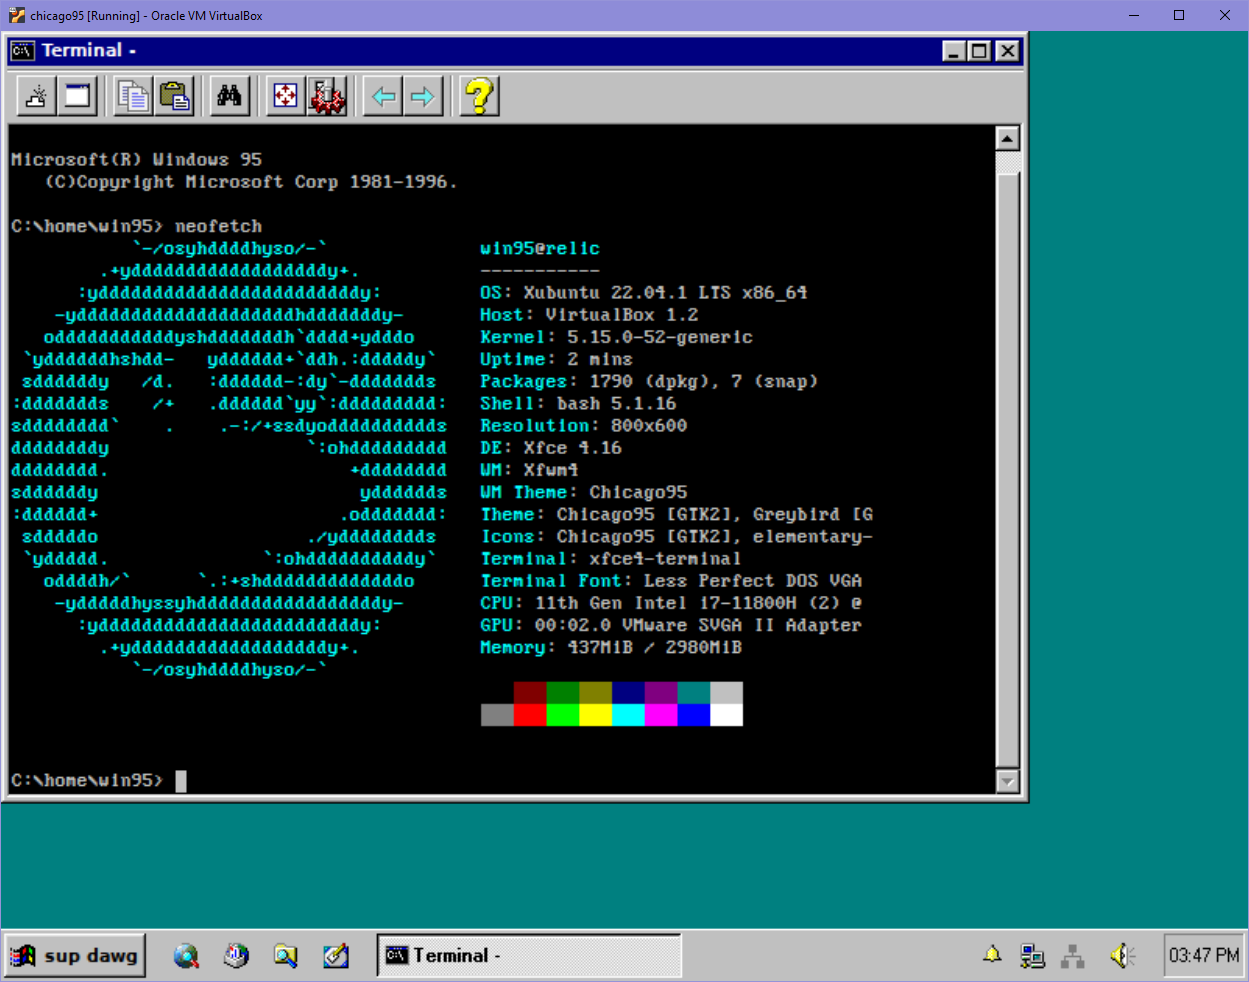 chicago95 [Running] - Oracle VM VirtualBox
Terminal -
Microsoft(R) Windows 95
(C)Copyright Microsoft Corp 1981-1996.
C:\home\win95> neofetch
`-/osyhddddhyso/-` win95@relic
.+yddddddddddddddddddy+. -----------
:yddddddddddddddddddddddddy: OS: Xubuntu 22.04.1 LTS x86_64
-yddddddddddddddddddddhdddddddy- Host: VirtualBox 1.2
odddddddddddyshdddddddh`dddd+ydddo Kernel: 5.15.0-52-generic
`yddddddhshdd- ydddddd+`ddh.:dddddy` Uptime: 2 mins
sddddddy /d. :dddddd-:dy`-ddddddds Packages: 1790 (dpkg), 7 (snap)
:ddddddds /+ .dddddd`yy`:ddddddddd: Shell: bash 5.1.16
sdddddddd` . .-:/+ssdyodddddddddds Resolution: 800x600
ddddddddy `:ohddddddddd DE: Xfce 4.16
dddddddd. +dddddddd WM: Xfwm4
sddddddy ydddddds WM Theme: Chicago95
:dddddd+ .oddddddd: Theme: Chicago95 [GTK2], Greybird [G
sdddddo ./ydddddddds Icons: Chicago95 [GTK2], elementary-
`yddddd. `:ohddddddddddy` Terminal: xfce4-terminal
oddddh/` `.:+shdddddddddddddo Terminal Font: Less Perfect DOS VGA
-ydddddhyssyhdddddddddddddddddy- CPU: 11th Gen Intel i7-11800H (2) @
:yddddddddddddddddddddddddy: GPU: 00:02.0 VMware SVGA II Adapter
.+yddddddddddddddddddy+. Memory: 437MiB / 2980MiB
`-/osyhddddhyso/-`
C:\home\win95>
sup dawg
Terminal -
03:47 PM